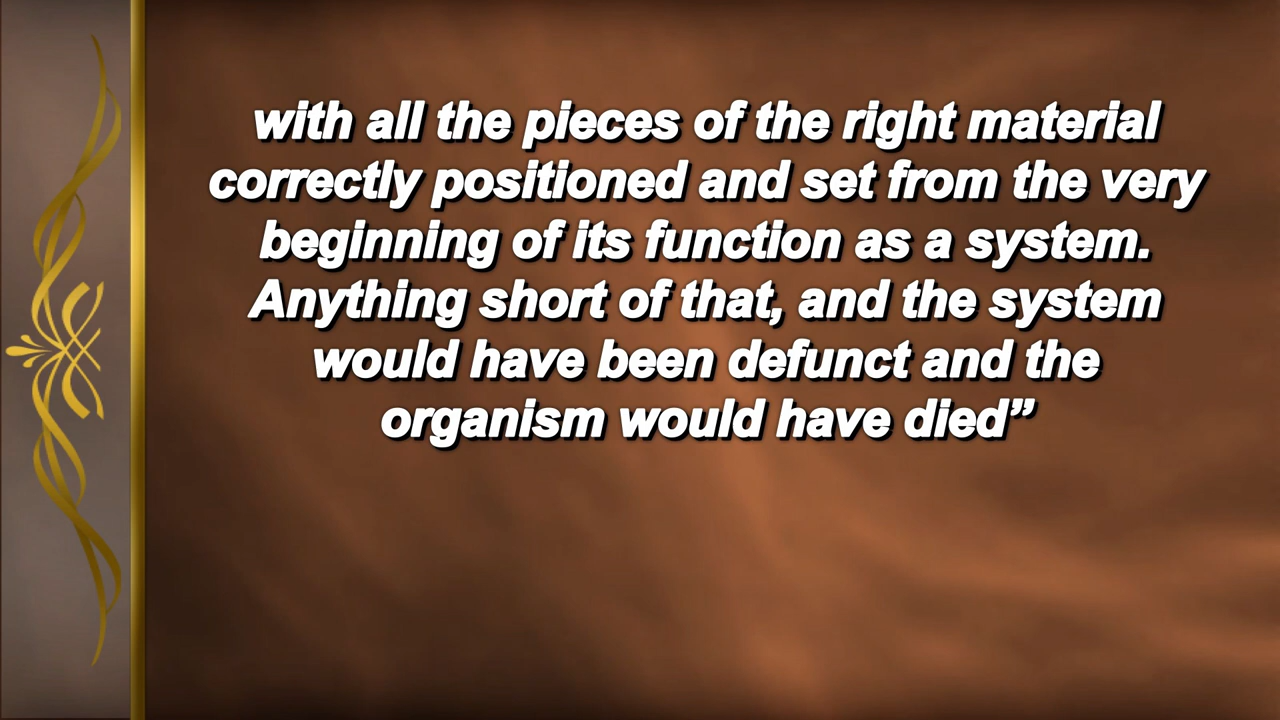 with all the pieces of the right material
correctly positioned and set from the very
beginning of its function as a system.
Anything short of that, and the system
would have been defunct and the
organism would have died”